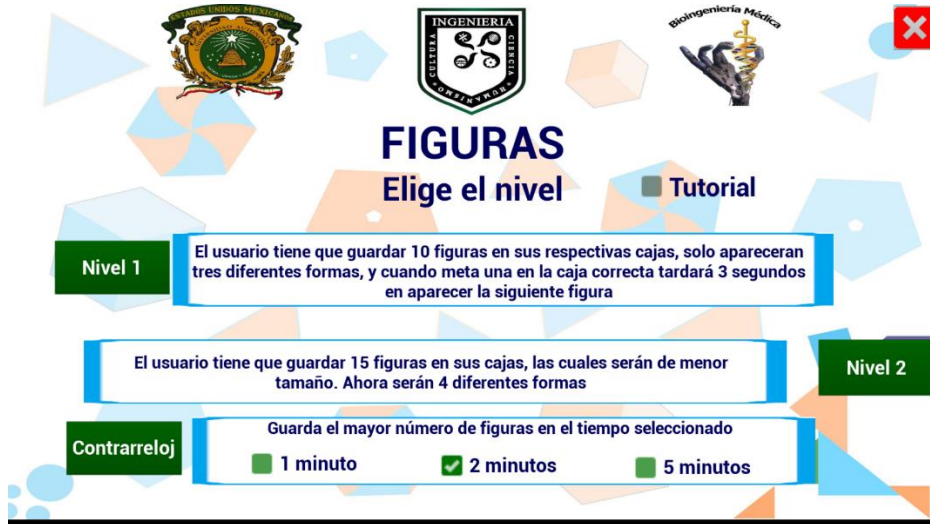 ESTADOS UNIDOS MEXICANOS
INGENIERIA
CULTURA
CIENCIA
HUMANISMO
Bioingeniería Médica
FIGURAS
Elige el nivel
Tutorial
Nivel 1
El usuario tiene que guardar 10 figuras en sus respectivas cajas, solo apareceran
tres diferentes formas, y cuando meta una en la caja correcta tardará 3 segundos
en aparecer la siguiente figura
El usuario tiene que guardar 15 figuras en sus cajas, las cuales serán de menor
tamaño. Ahora serán 4 diferentes formas
Nivel 2
Contrarreloj
Guarda el mayor número de figuras en el tiempo seleccionado
1 minuto
2 minutos
5 minutos